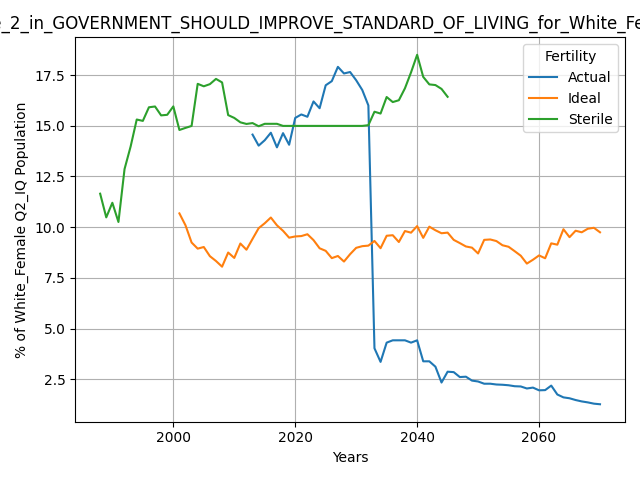 _2_in_GOVERNMENT_SHOULD_IMPROVE_STANDARD_OF_LIVING_for_White_Fe
Fertility
Actual
Ideal
Sterile
17.5
15.0
12.5
10.0
7.5
5.0
2.5
% of White_Female Q2_IQ Population
2000
2020
2040
2060
Years